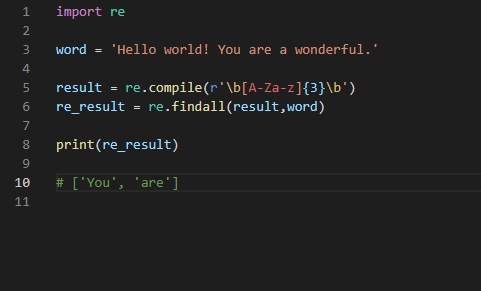 1 import re
2
3 word = 'Hello world! You are a wonderful.'
4
5 result = re.compile(r'\b[A-Za-z]{3}\b')
6 re_result = re.findall(result,word)
7
8 print(re_result)
9
10 # ['You', 'are']
11